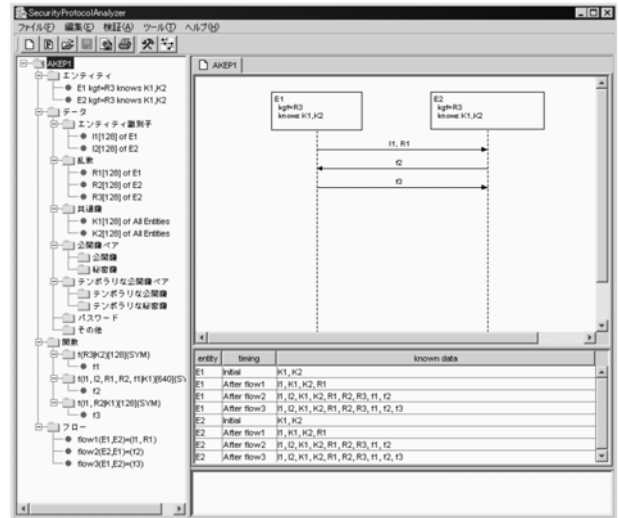 SecurityProtocolAnalyzer
ファイル(F) 編集(E) 検証(A) ツール(T) ヘルプ(H)
AKEP1
エンティティ
E1 kgf=R3 knows K1,K2
E2 kgf=R3 knows K1,K2
データ
エンティティ識別子
I1[128] of E1
I2[128] of E2
乱数
R1[128] of E1
R2[128] of E2
R3[128] of E2
共通鍵
K1[128] of All Entities
K2[128] of All Entities
公開鍵ペア
公開鍵
秘密鍵
テンポラリな公開鍵ペア
テンポラリな公開鍵
テンポラリな秘密鍵
パスワード
その他
関数
f(R3|K2)[128](SYM)
f1
f(I1, I2, R1, R2, f1|K1)[640](SY
f2
f(I1, R2|K1)[128](SYM)
f3
フロー
flow1(E1,E2)=(I1, R1)
flow2(E2,E1)=(f2)
flow3(E1,E2)=(f3)
AKEP1
E1
kgf=R3
knows K1,K2
E2
kgf=R3
knows K1,K2
I1, R1
f2
f3
entity timing known data
E1 Initial K1, K2
E1 After flow1 I1, K1, K2, R1
E1 After flow2 I1, I2, K1, K2, R1, R2, R3, f1, f2
E1 After flow3 I1, I2, K1, K2, R1, R2, R3, f1, f2, f3
E2 Initial K1, K2
E2 After flow1 I1, K1, K2, R1
E2 After flow2 I1, I2, K1, K2, R1, R2, R3, f1, f2
E2 After flow3 I1, I2, K1, K2, R1, R2, R3, f1, f2, f3